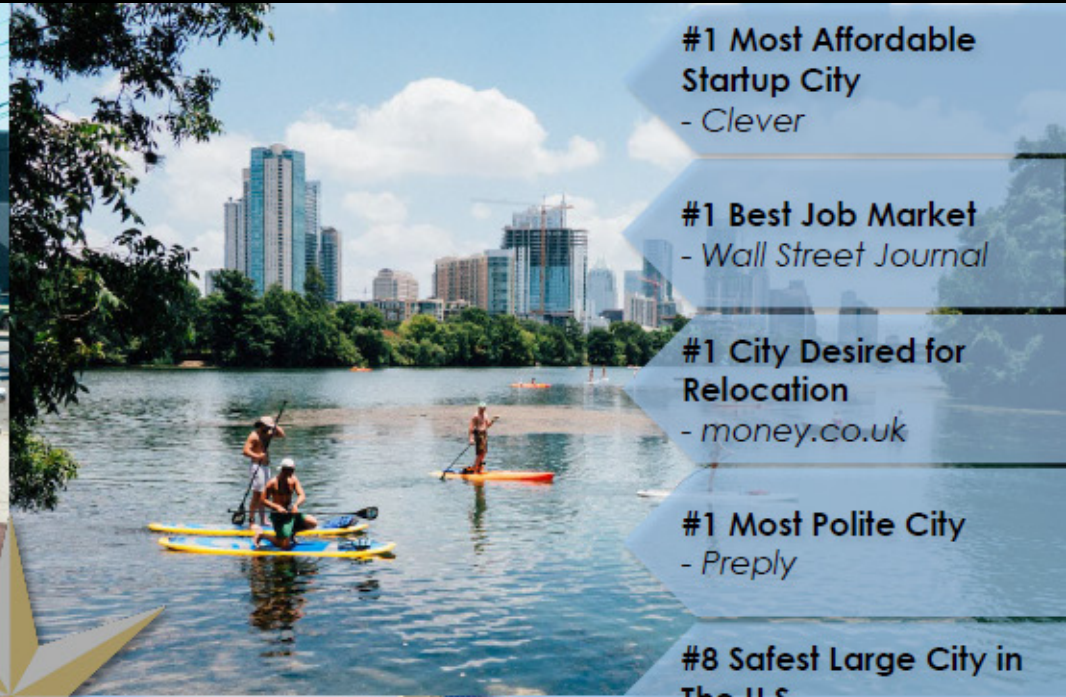 #1 Most Affordable
Startup City
- Clever
#1 Best Job Market
- Wall Street Journal
#1 City Desired for
Relocation
- money.co.uk
#1 Most Polite City
- Preply
#8 Safest Large City in
The U.S.